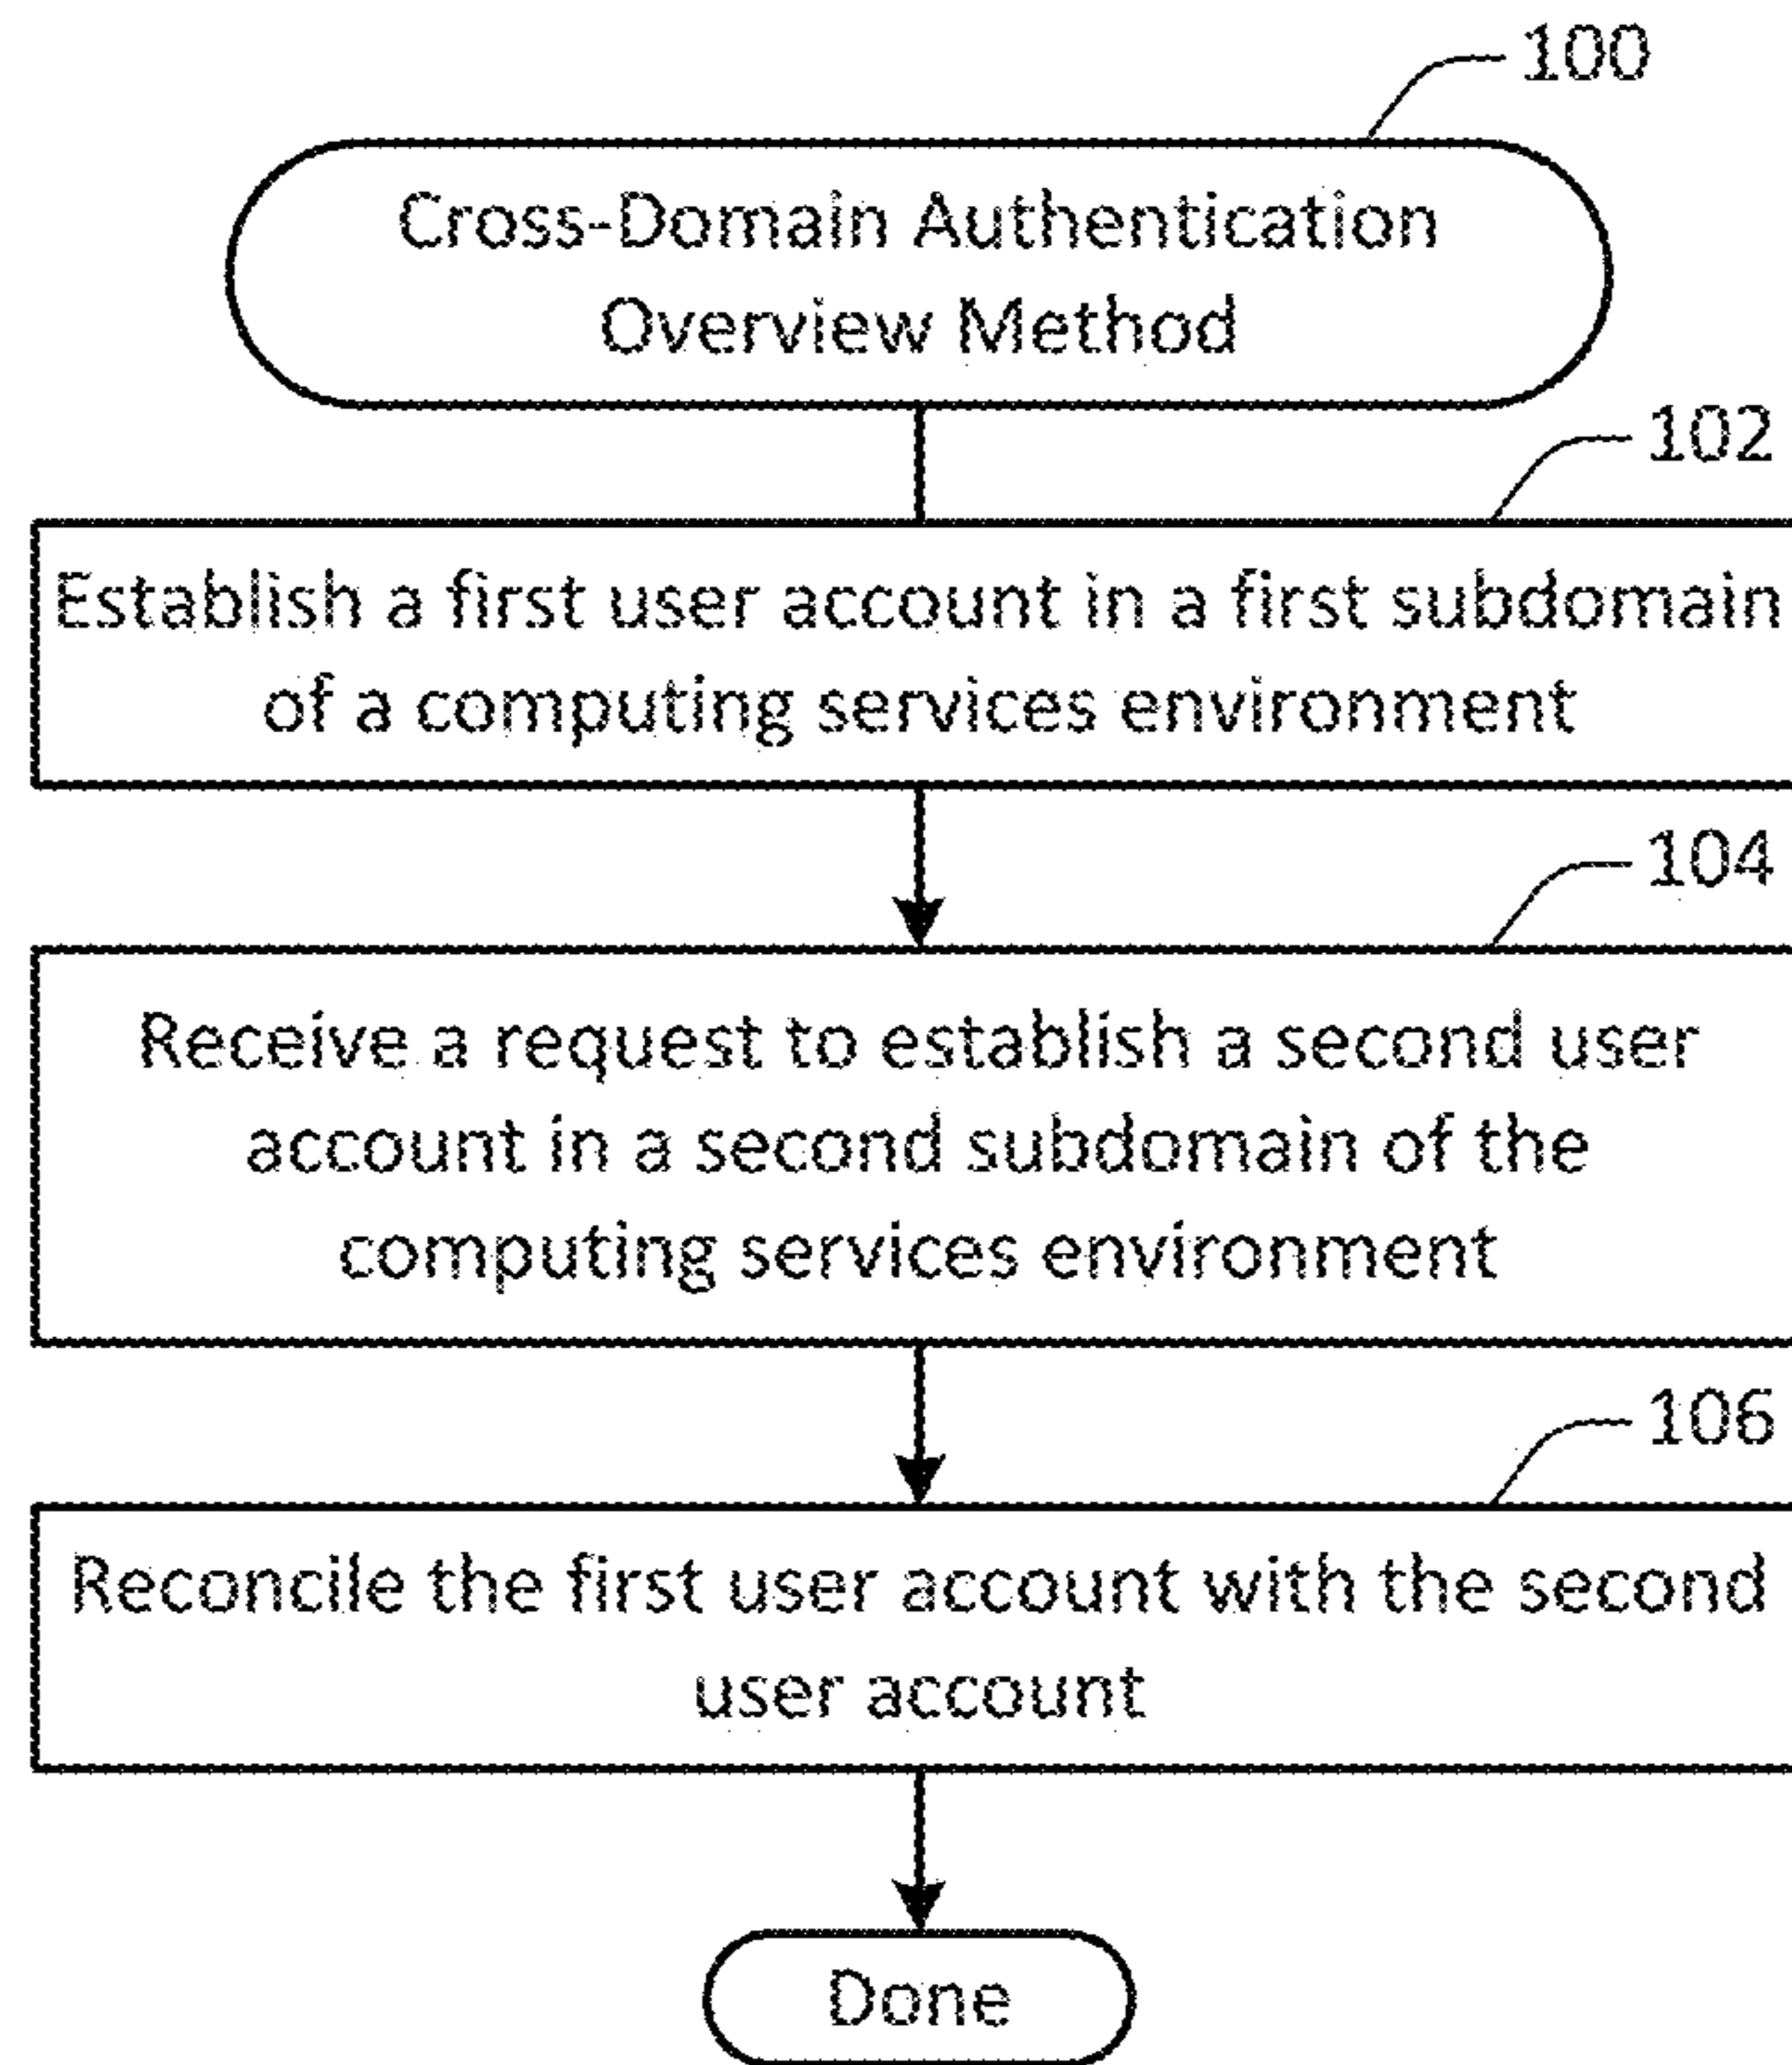 100
Cross-Domain Authentication
Overview Method
102
Establish a first user account in a first subdomain
of a computing services environment
104
Receive a request to establish a second user
account in a second subdomain of the
computing services environment
106
Reconcile the first user account with the second
user account
Done